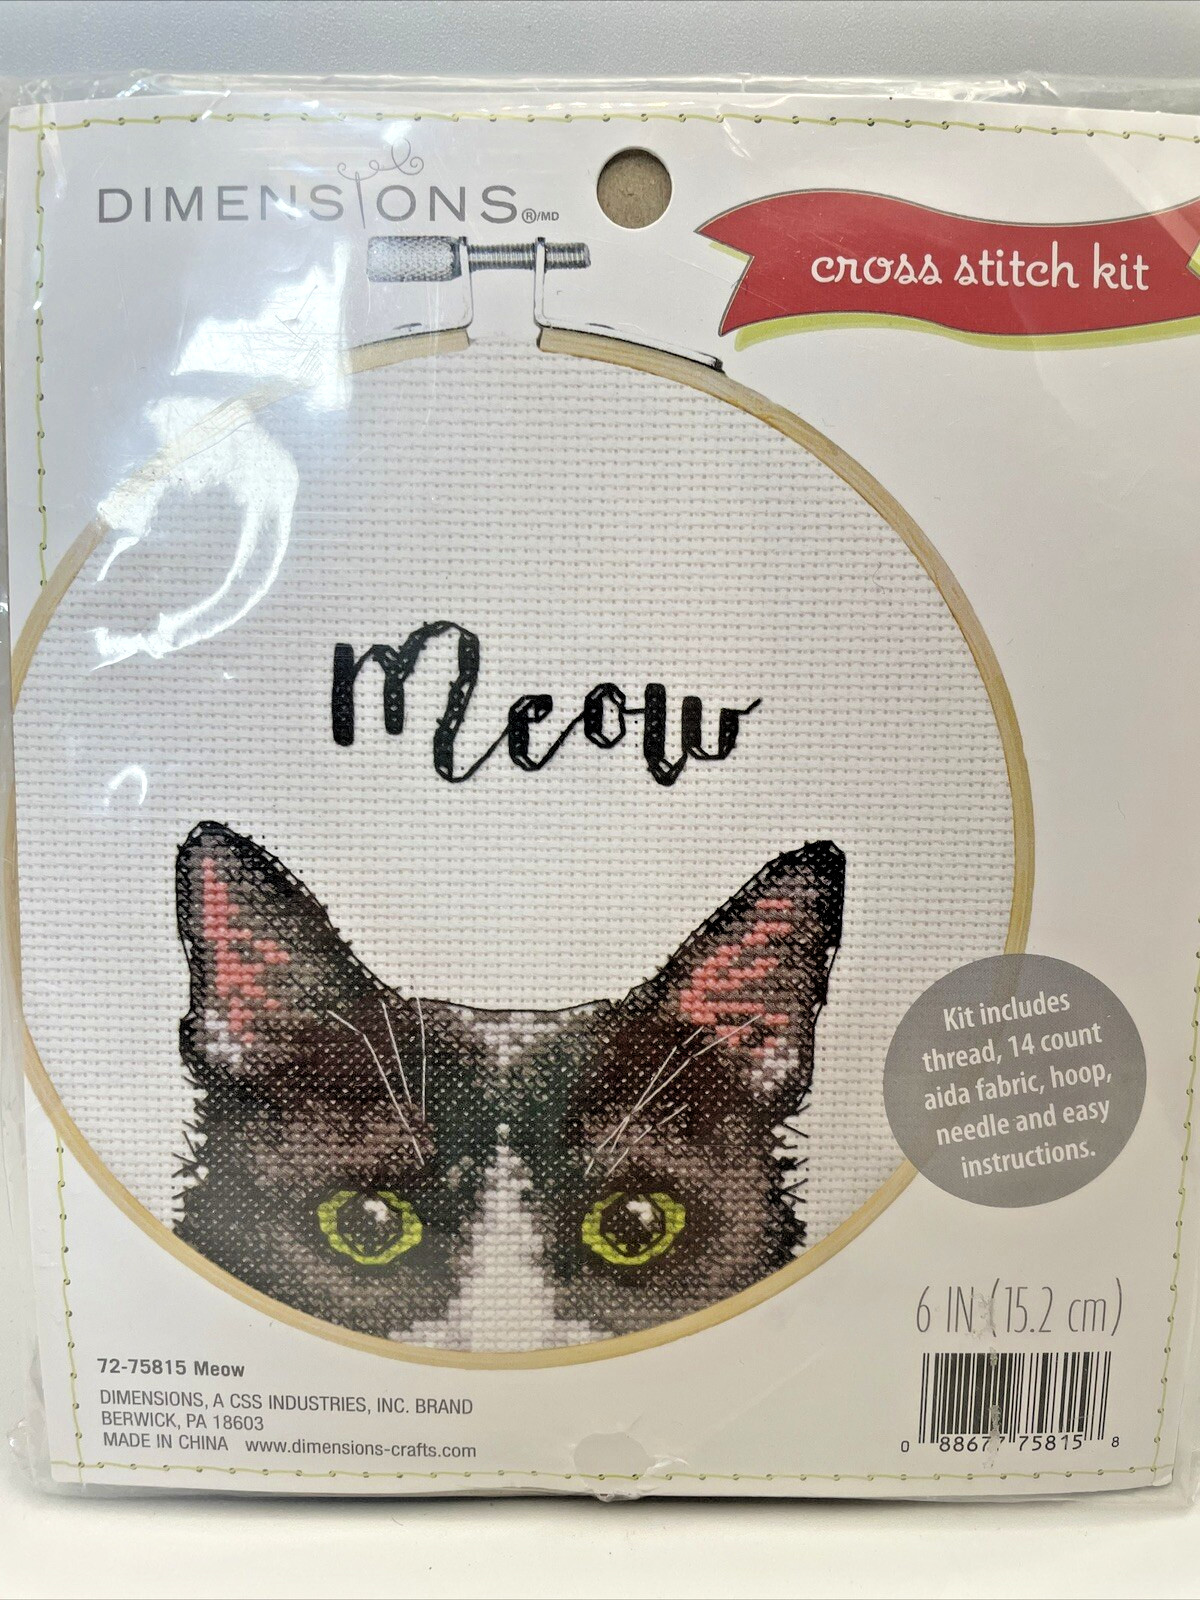 DIMENSIONS®/MD
cross stitch kit
Meow
Kit includes
thread, 14 count
aida fabric, hoop,
needle and easy
instructions.
6 IN (15.2 cm)
72-75815 Meow
DIMENSIONS, A CSS INDUSTRIES, INC. BRAND
BERWICK, PA 18603
MADE IN CHINA www.dimensions-crafts.com
0 88677 75815 8